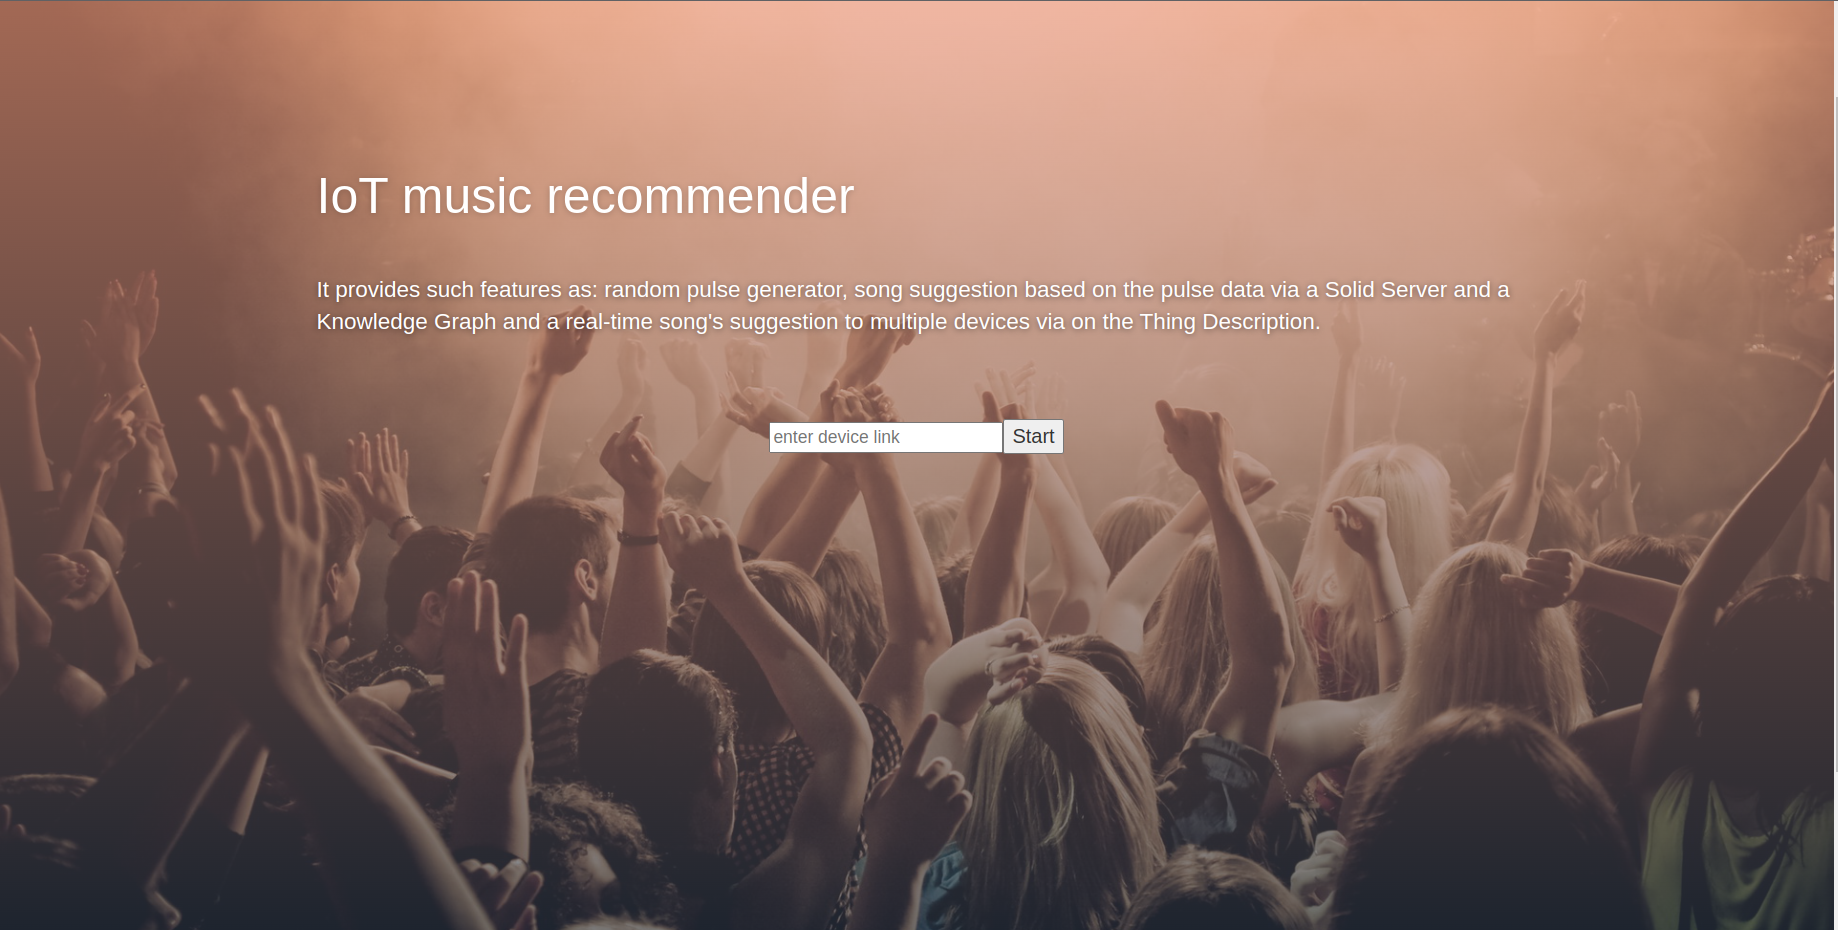 IoT music recommender
It provides such features as: random pulse generator, song suggestion based on the pulse data via a Solid Server and a
Knowledge Graph and a real-time song's suggestion to multiple devices via on the Thing Description.
enter device link Start